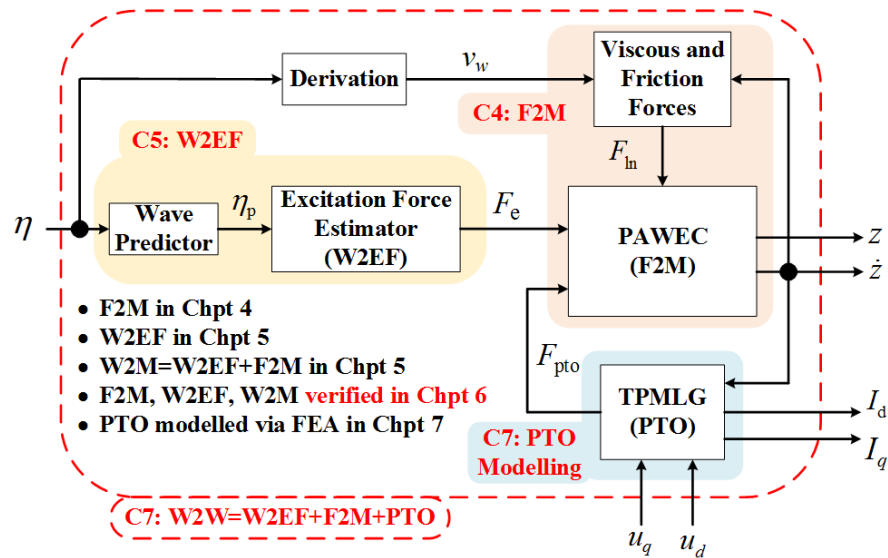 Derivation
v_w
Viscous and
Friction
Forces
C4: F2M
C5: W2EF
F_ln
η
Wave
Predictor
η_p
Excitation Force
Estimator
(W2EF)
F_e
PAWEC
(F2M)
z
ż
• F2M in Chpt 4
• W2EF in Chpt 5
• W2M=W2EF+F2M in Chpt 5
• F2M, W2EF, W2M verified in Chpt 6
• PTO modelled via FEA in Chpt 7
F_pto
TPMLG
(PTO)
I_d
I_q
C7: PTO
Modelling
C7: W2W=W2EF+F2M+PTO
u_q
u_d